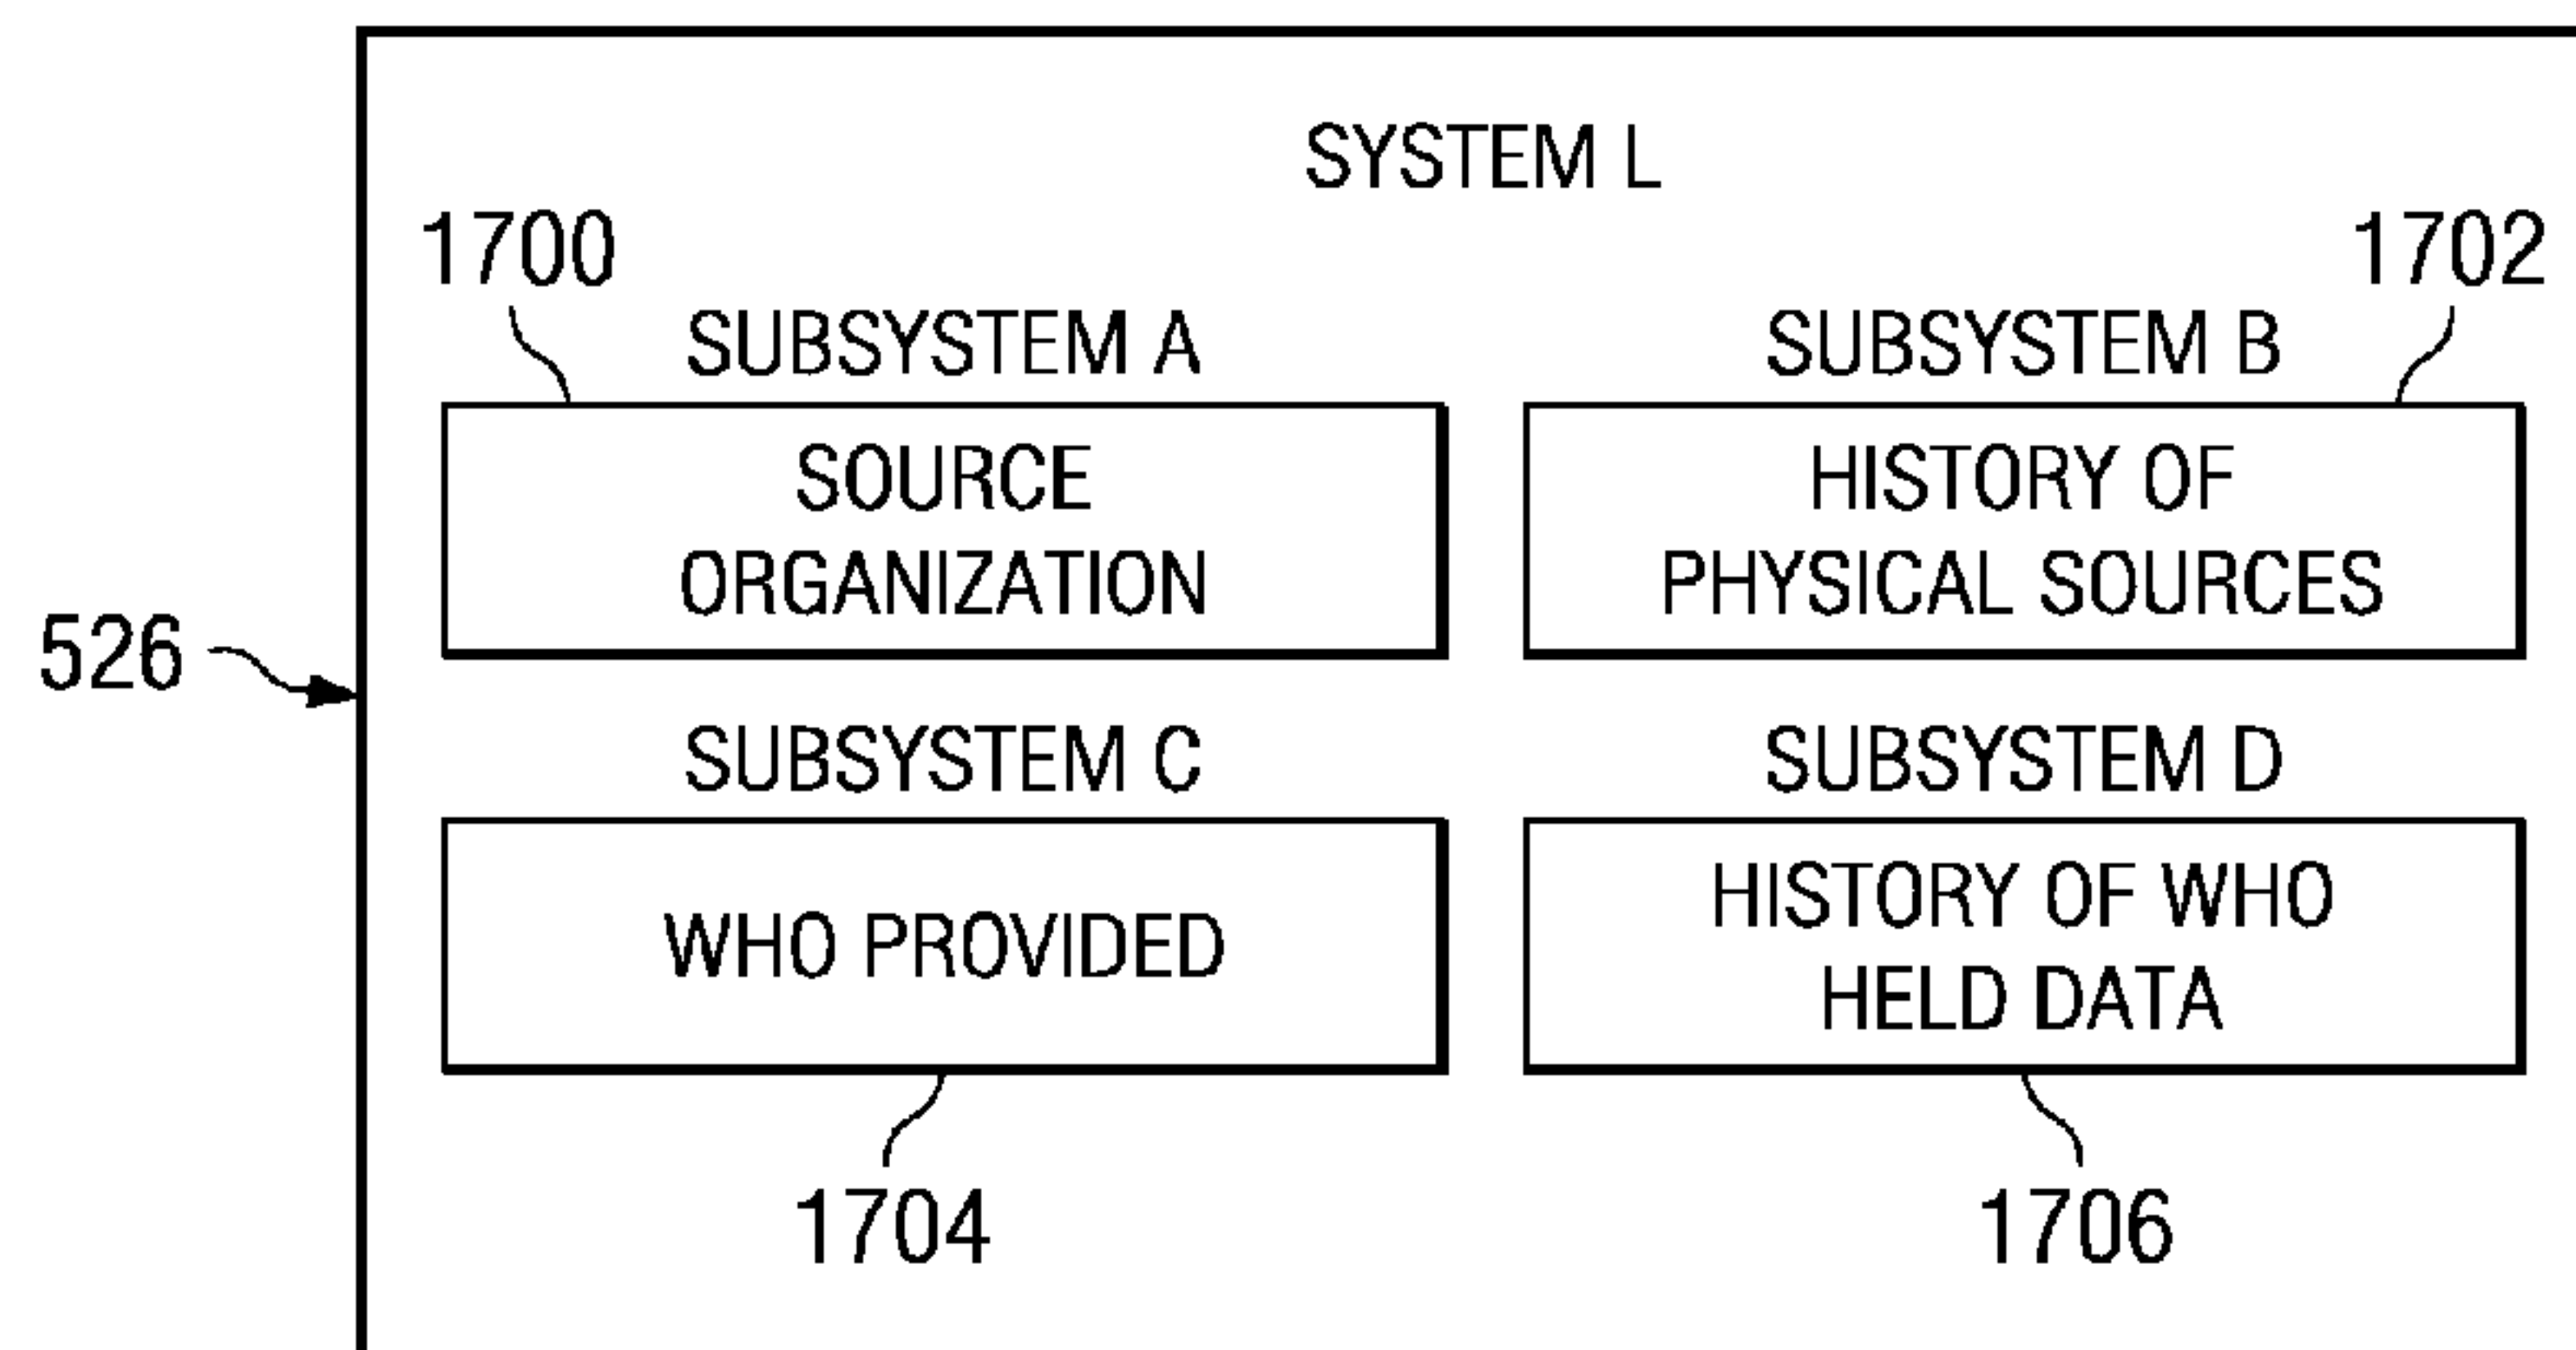 SYSTEM L
1700
1702
SUBSYSTEM A
SUBSYSTEM B
SOURCE
ORGANIZATION
HISTORY OF
PHYSICAL SOURCES
526
SUBSYSTEM C
SUBSYSTEM D
WHO PROVIDED
HISTORY OF WHO
HELD DATA
1704
1706